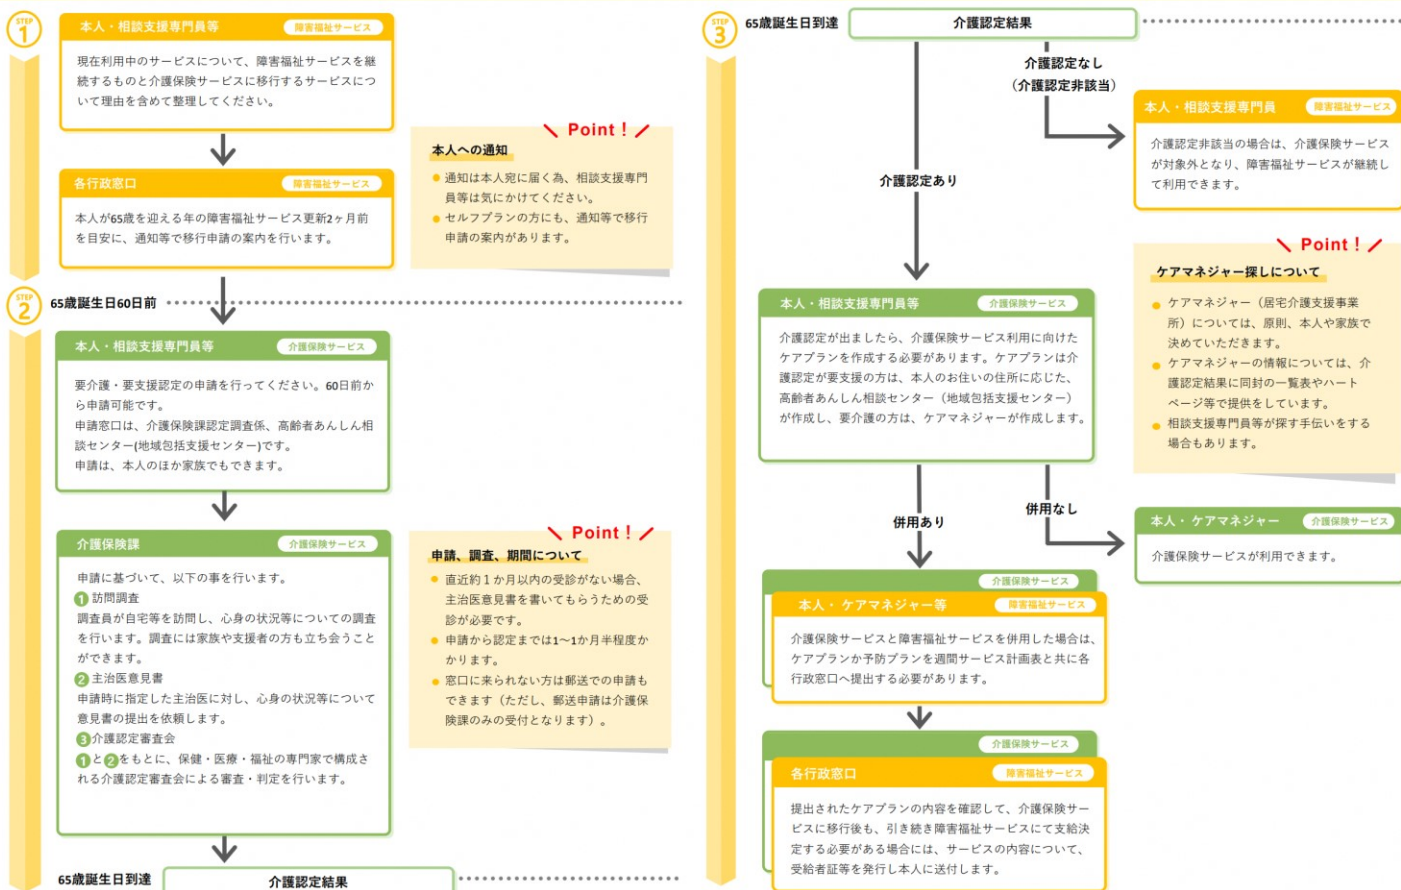 STEP
1
本人・相談支援専門員等
障害福祉サービス
現在利用中のサービスについて、障害福祉サービスを継
続するものと介護保険サービスに移行するサービスにつ
いて理由を含めて整理してください。
各行政窓口
障害福祉サービス
本人が65歳を迎える年の障害福祉サービス更新2ヶ月前
を目安に、通知等で移行申請の案内を行います。
Point!
本人への通知
● 通知は本人宛に届く為、相談支援専門
員等は気にかけてください。
● セルフプランの方にも、通知等で移行
申請の案内があります。
STEP
2
65歳誕生日60日前
本人・相談支援専門員等
介護保険サービス
要介護・要支援認定の申請を行ってください。60日前か
ら申請可能です。
申請窓口は、介護保険課認定調査係、高齢者あんしん相
談センター(地域包括支援センター)です。
申請は、本人のほか家族でもできます。
介護保険課
介護保険サービス
申請に基づいて、以下の事を行います。
❶ 訪問調査
調査員が自宅等を訪問し、心身の状況等についての調査
を行います。調査には家族や支援者の方も立ち会うこと
ができます。
❷ 主治医意見書
申請時に指定した主治医に対し、心身の状況等について
意見書の提出を依頼します。
❸介護認定審査会
❶と❷をもとに、保健・医療・福祉の専門家で構成さ
れる介護認定審査会による審査・判定を行います。
Point!
申請、調査、期間について
● 直近約１か月以内の受診がない場合、
主治医意見書を書いてもらうための受
診が必要です。
● 申請から認定までは1〜1か月半程度か
かります。
● 窓口に来られない方は郵送での申請も
できます（ただし、郵送申請は介護保
険課のみの受付となります）。
65歳誕生日到達
介護認定結果
STEP
3
65歳誕生日到達
介護認定結果
介護認定なし
（介護認定非該当）
本人・相談支援専門員
障害福祉サービス
介護認定非該当の場合は、介護保険サービス
が対象外となり、障害福祉サービスが継続し
て利用できます。
介護認定あり
本人・相談支援専門員等
介護保険サービス
介護認定が出ましたら、介護保険サービス利用に向けた
ケアプランを作成する必要があります。ケアプランは介
護認定が要支援の方は、本人のお住いの住所に応じた、
高齢者あんしん相談センター（地域包括支援センター）
が作成し、要介護の方は、ケアマネジャーが作成します。
Point!
ケアマネジャー探しについて
● ケアマネジャー（居宅介護支援事業
所）については、原則、本人や家族で
決めていただきます。
● ケアマネジャーの情報については、介
護認定結果に同封の一覧表やハート
ページ等で提供をしています。
● 相談支援専門員等が探す手伝いをする
場合もあります。
併用なし
本人・ ケアマネジャー
介護保険サービス
介護保険サービスが利用できます。
併用あり
介護保険サービス
本人・ ケアマネジャー等
障害福祉サービス
介護保険サービスと障害福祉サービスを併用した場合は、
ケアプランか予防プランを週間サービス計画表と共に各
行政窓口へ提出する必要があります。
介護保険サービス
各行政窓口
障害福祉サービス
提出されたケアプランの内容を確認して、介護保険サー
ビスに移行後も、引き続き障害福祉サービスにて支給決
定する必要がある場合には、サービスの内容について、
受給者証等を発行し本人に送付します。